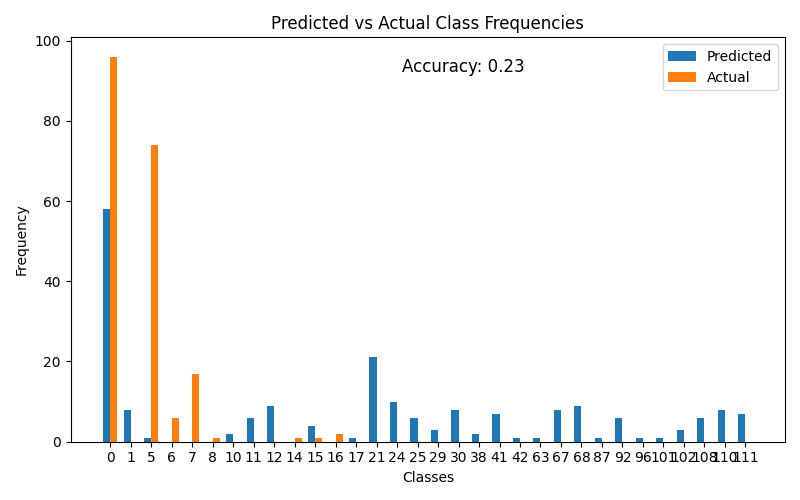 Predicted vs Actual Class Frequencies
Accuracy: 0.23
Predicted
Actual
Frequency
100
80
60
40
20
0
0 1 5 6 7 8 10 11 12 14 15 16 17 21 24 25 29 30 38 41 42 63 67 68 87 92 96 101 102 108 110 111
Classes